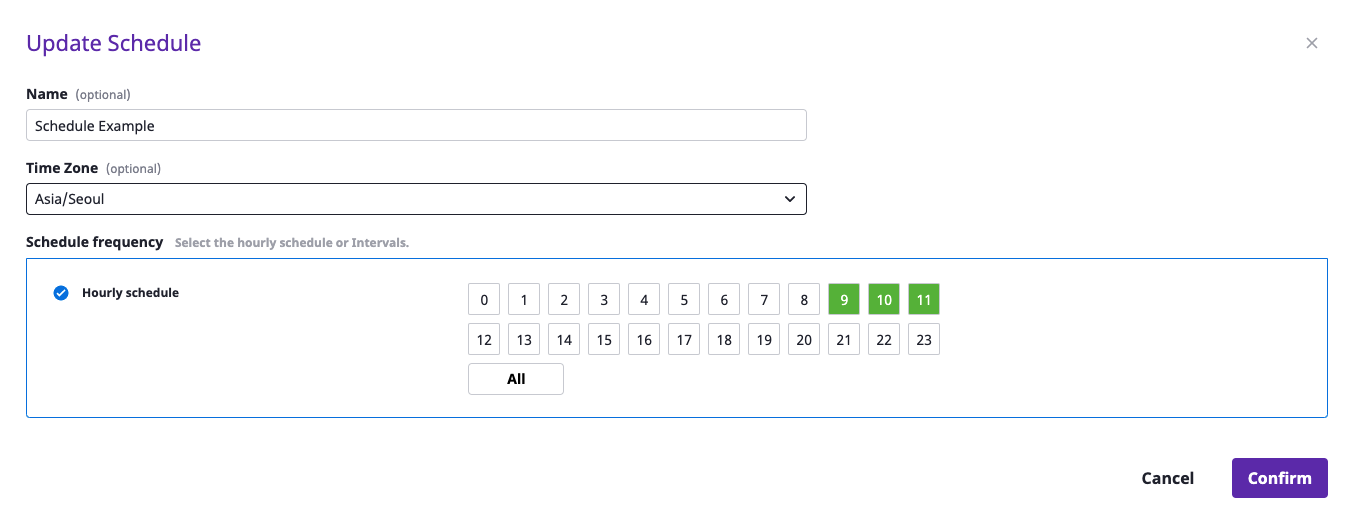 Update Schedule
Name (optional)
Schedule Example
Time Zone (optional)
Asia/Seoul
Schedule frequency Select the hourly schedule or Intervals.
Hourly schedule 0 1 2 3 4 5 6 7 8 9 10 11
12 13 14 15 16 17 18 19 20 21 22 23
All
Cancel Confirm